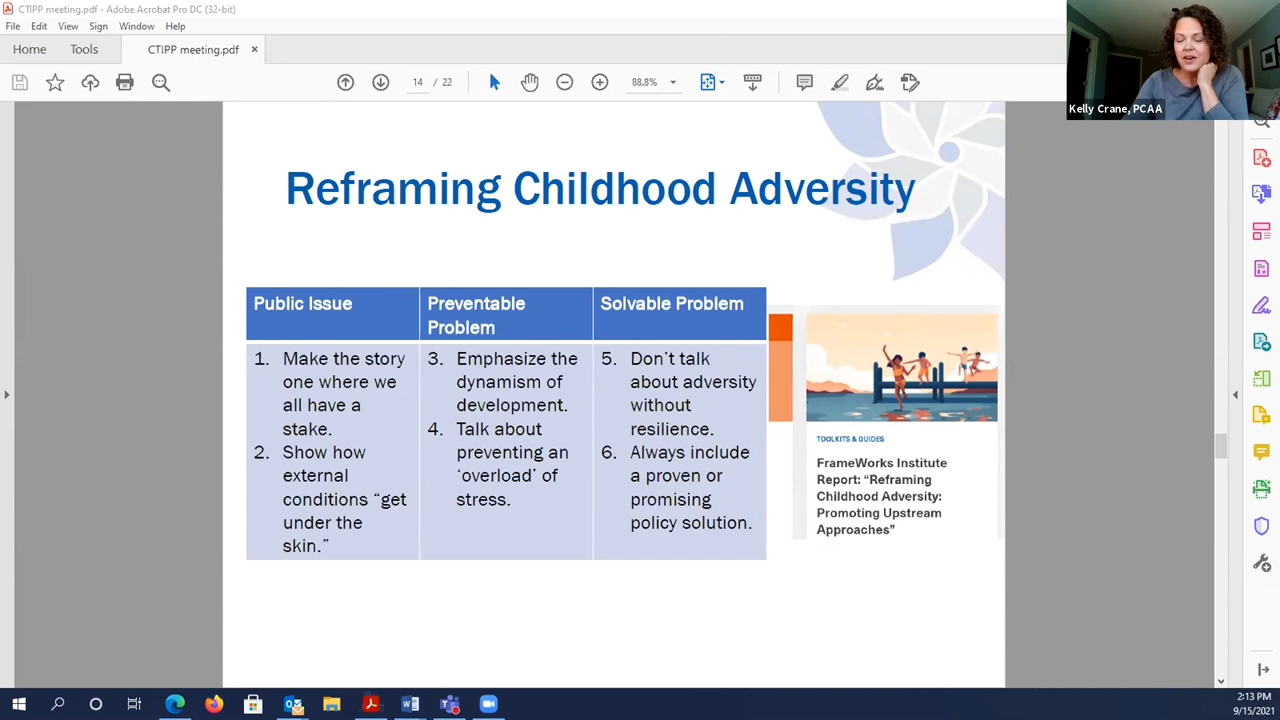 CTIPP meeting.pdf - Adobe Acrobat Pro DC (32-bit)
File Edit View Sign Window Help
Home Tools CTIPP meeting.pdf ×
14 / 22 88.8%
Kelly Crane, PCAA
Reframing Childhood Adversity
Public Issue
Preventable
Problem
Solvable Problem
1. Make the story
one where we
all have a
stake.
2. Show how
external
conditions “get
under the
skin.”
3. Emphasize the
dynamism of
development.
4. Talk about
preventing an
‘overload’ of
stress.
5. Don’t talk
about adversity
without
resilience.
6. Always include
a proven or
promising
policy solution.
TOOLKITS & GUIDES
FrameWorks Institute
Report: “Reframing
Childhood Adversity:
Promoting Upstream
Approaches”
2:13 PM
9/15/2021